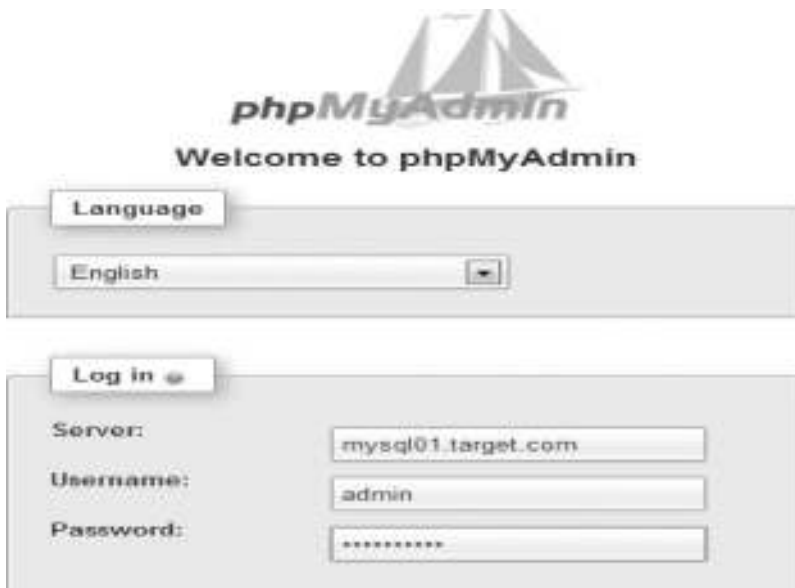 phpMyAdmin
Welcome to phpMyAdmin
Language
English
Log in
Server:
mysql01.target.com
Username:
admin
Password:
••••••••••